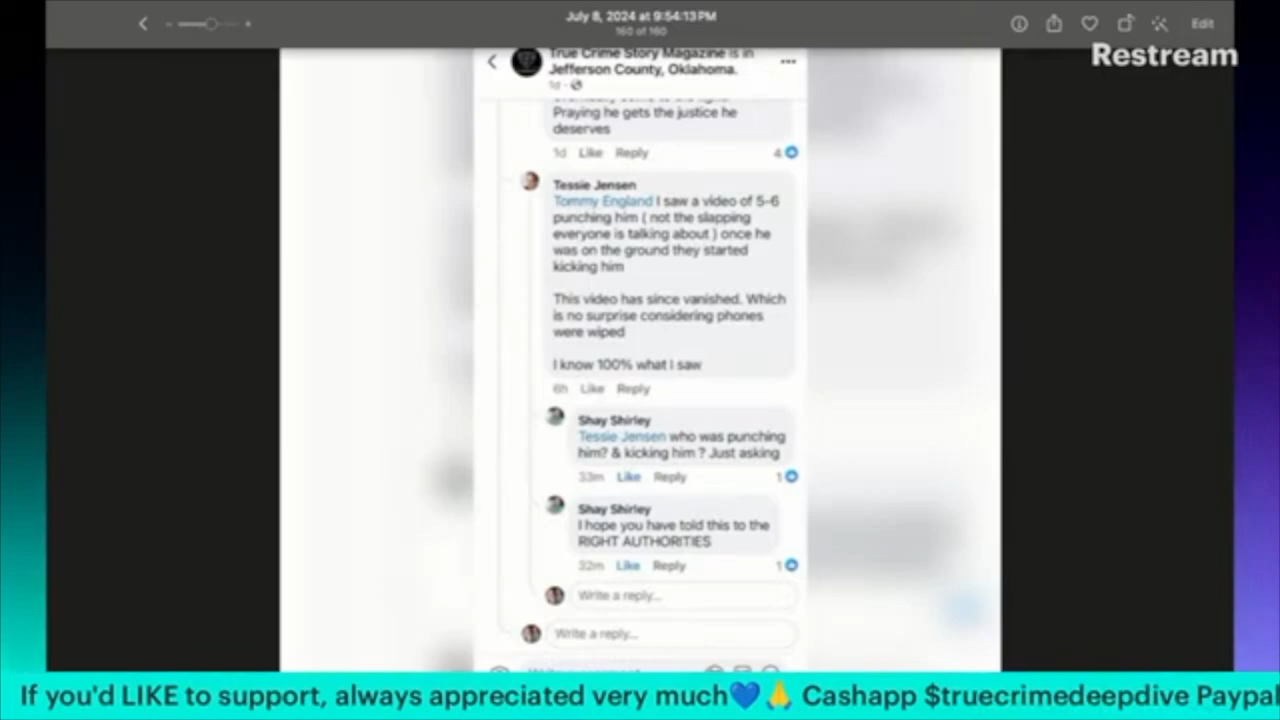 July 8, 2024 at 9:54:13 PM
160 of 160
Edit
Restream
True Crime Story Magazine is in
Jefferson County, Oklahoma.
1d
Praying he gets the justice he
deserves
1d Like Reply 4
Tessie Jensen
Tommy England I saw a video of 5-6
punching him ( not the slapping
everyone is talking about ) once he
was on the ground they started
kicking him
This video has since vanished. Which
is no surprise considering phones
were wiped
I know 100% what I saw
6h Like Reply
Shay Shirley
Tessie Jensen who was punching
him? & kicking him ? Just asking
33m Like Reply 1
Shay Shirley
I hope you have told this to the
RIGHT AUTHORITIES
32m Like Reply 1
Write a reply...
Write a reply...
If you'd LIKE to support, always appreciated very much💙🙏 Cashapp $truecrimedeepdive Paypal